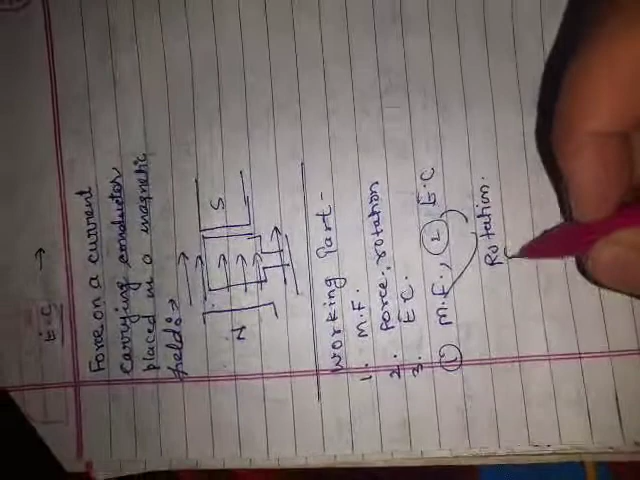 E.C →
Force on a current
carrying conductor
placed in a magnetic
field:→
N S
Working Part-
1. M.F.
2. Force, rotation
3. E.C.
① M.F, ② E.C
Rotation.